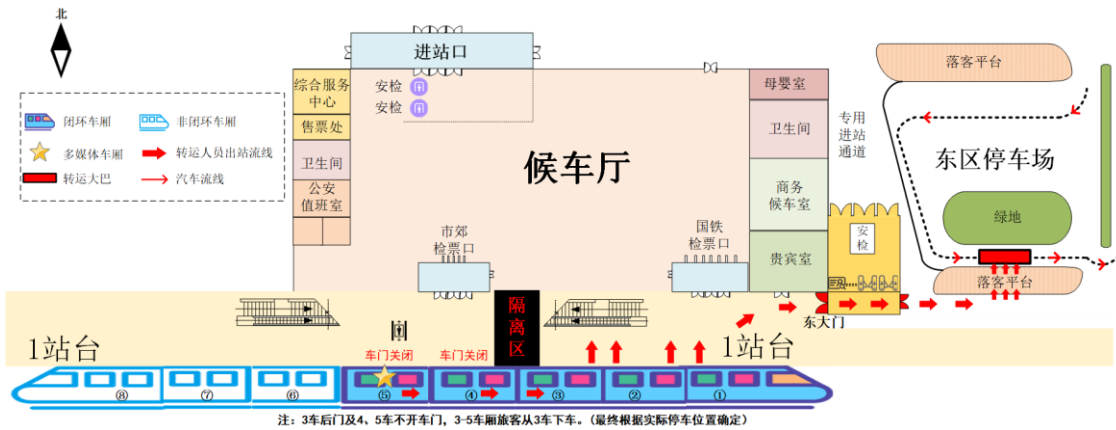 北
进站口
落客平台
综合服务
中心
安检
安检
母婴室
闭环车厢
非闭环车厢
售票处
专用
进站
通道
卫生间
多媒体车厢
转运人员出站流线
卫生间
候车厅
东区停车场
转运大巴
汽车流线
公安
值班室
商务
候车室
绿地
市郊
检票口
国铁
检票口
安
检
贵宾室
落客平台
隔
离
区
东大门
1站台
车门关闭
车门关闭
1站台
⑧
⑦
⑥
⑤
④
③
②
①
注：3车后门及4、5车不开车门，3-5车厢旅客从3车下车。（最终根据实际停车位置确定）